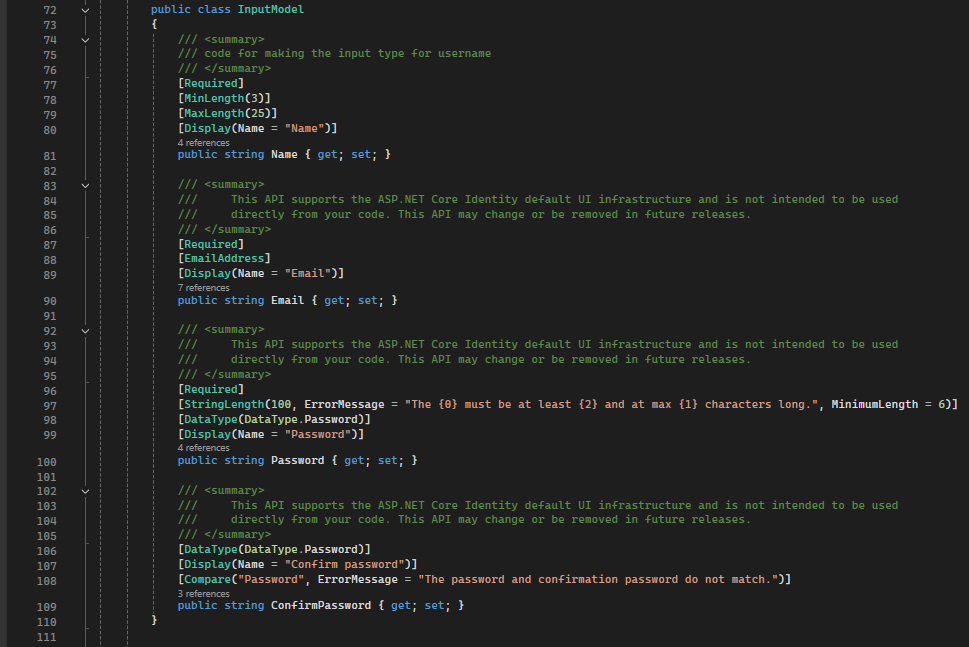 72 public class InputModel
73 {
74 /// <summary>
75 /// code for making the input type for username
76 /// </summary>
77 [Required]
78 [MinLength(3)]
79 [MaxLength(25)]
80 [Display(Name = "Name")]
4 references
81 public string Name { get; set; }
82
83 /// <summary>
84 ///     This API supports the ASP.NET Core Identity default UI infrastructure and is not intended to be used
85 ///     directly from your code. This API may change or be removed in future releases.
86 /// </summary>
87 [Required]
88 [EmailAddress]
89 [Display(Name = "Email")]
7 references
90 public string Email { get; set; }
91
92 /// <summary>
93 ///     This API supports the ASP.NET Core Identity default UI infrastructure and is not intended to be used
94 ///     directly from your code. This API may change or be removed in future releases.
95 /// </summary>
96 [Required]
97 [StringLength(100, ErrorMessage = "The {0} must be at least {2} and at max {1} characters long.", MinimumLength = 6)]
98 [DataType(DataType.Password)]
99 [Display(Name = "Password")]
4 references
100 public string Password { get; set; }
101
102 /// <summary>
103 ///     This API supports the ASP.NET Core Identity default UI infrastructure and is not intended to be used
104 ///     directly from your code. This API may change or be removed in future releases.
105 /// </summary>
106 [DataType(DataType.Password)]
107 [Display(Name = "Confirm password")]
108 [Compare("Password", ErrorMessage = "The password and confirmation password do not match.")]
3 references
109 public string ConfirmPassword { get; set; }
110 }
111